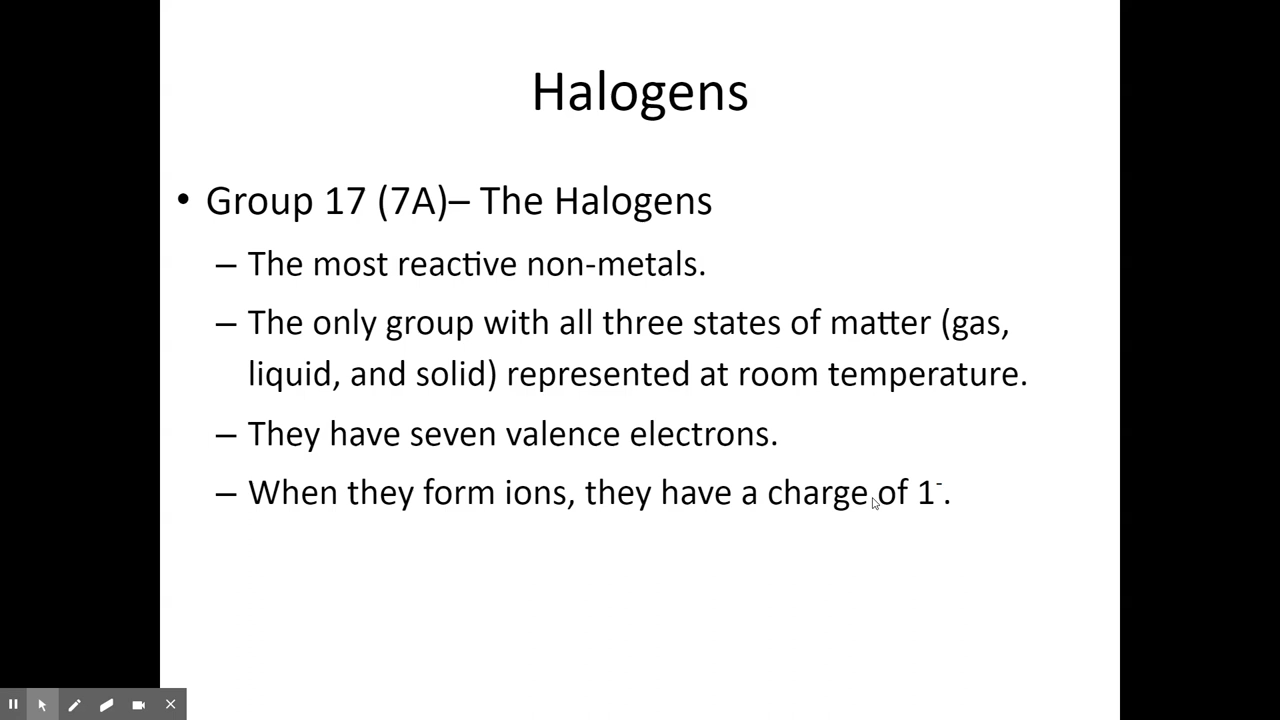 Halogens
• Group 17 (7A)– The Halogens
– The most reactive non-metals.
– The only group with all three states of matter (gas,
liquid, and solid) represented at room temperature.
– They have seven valence electrons.
– When they form ions, they have a charge of 1⁻.